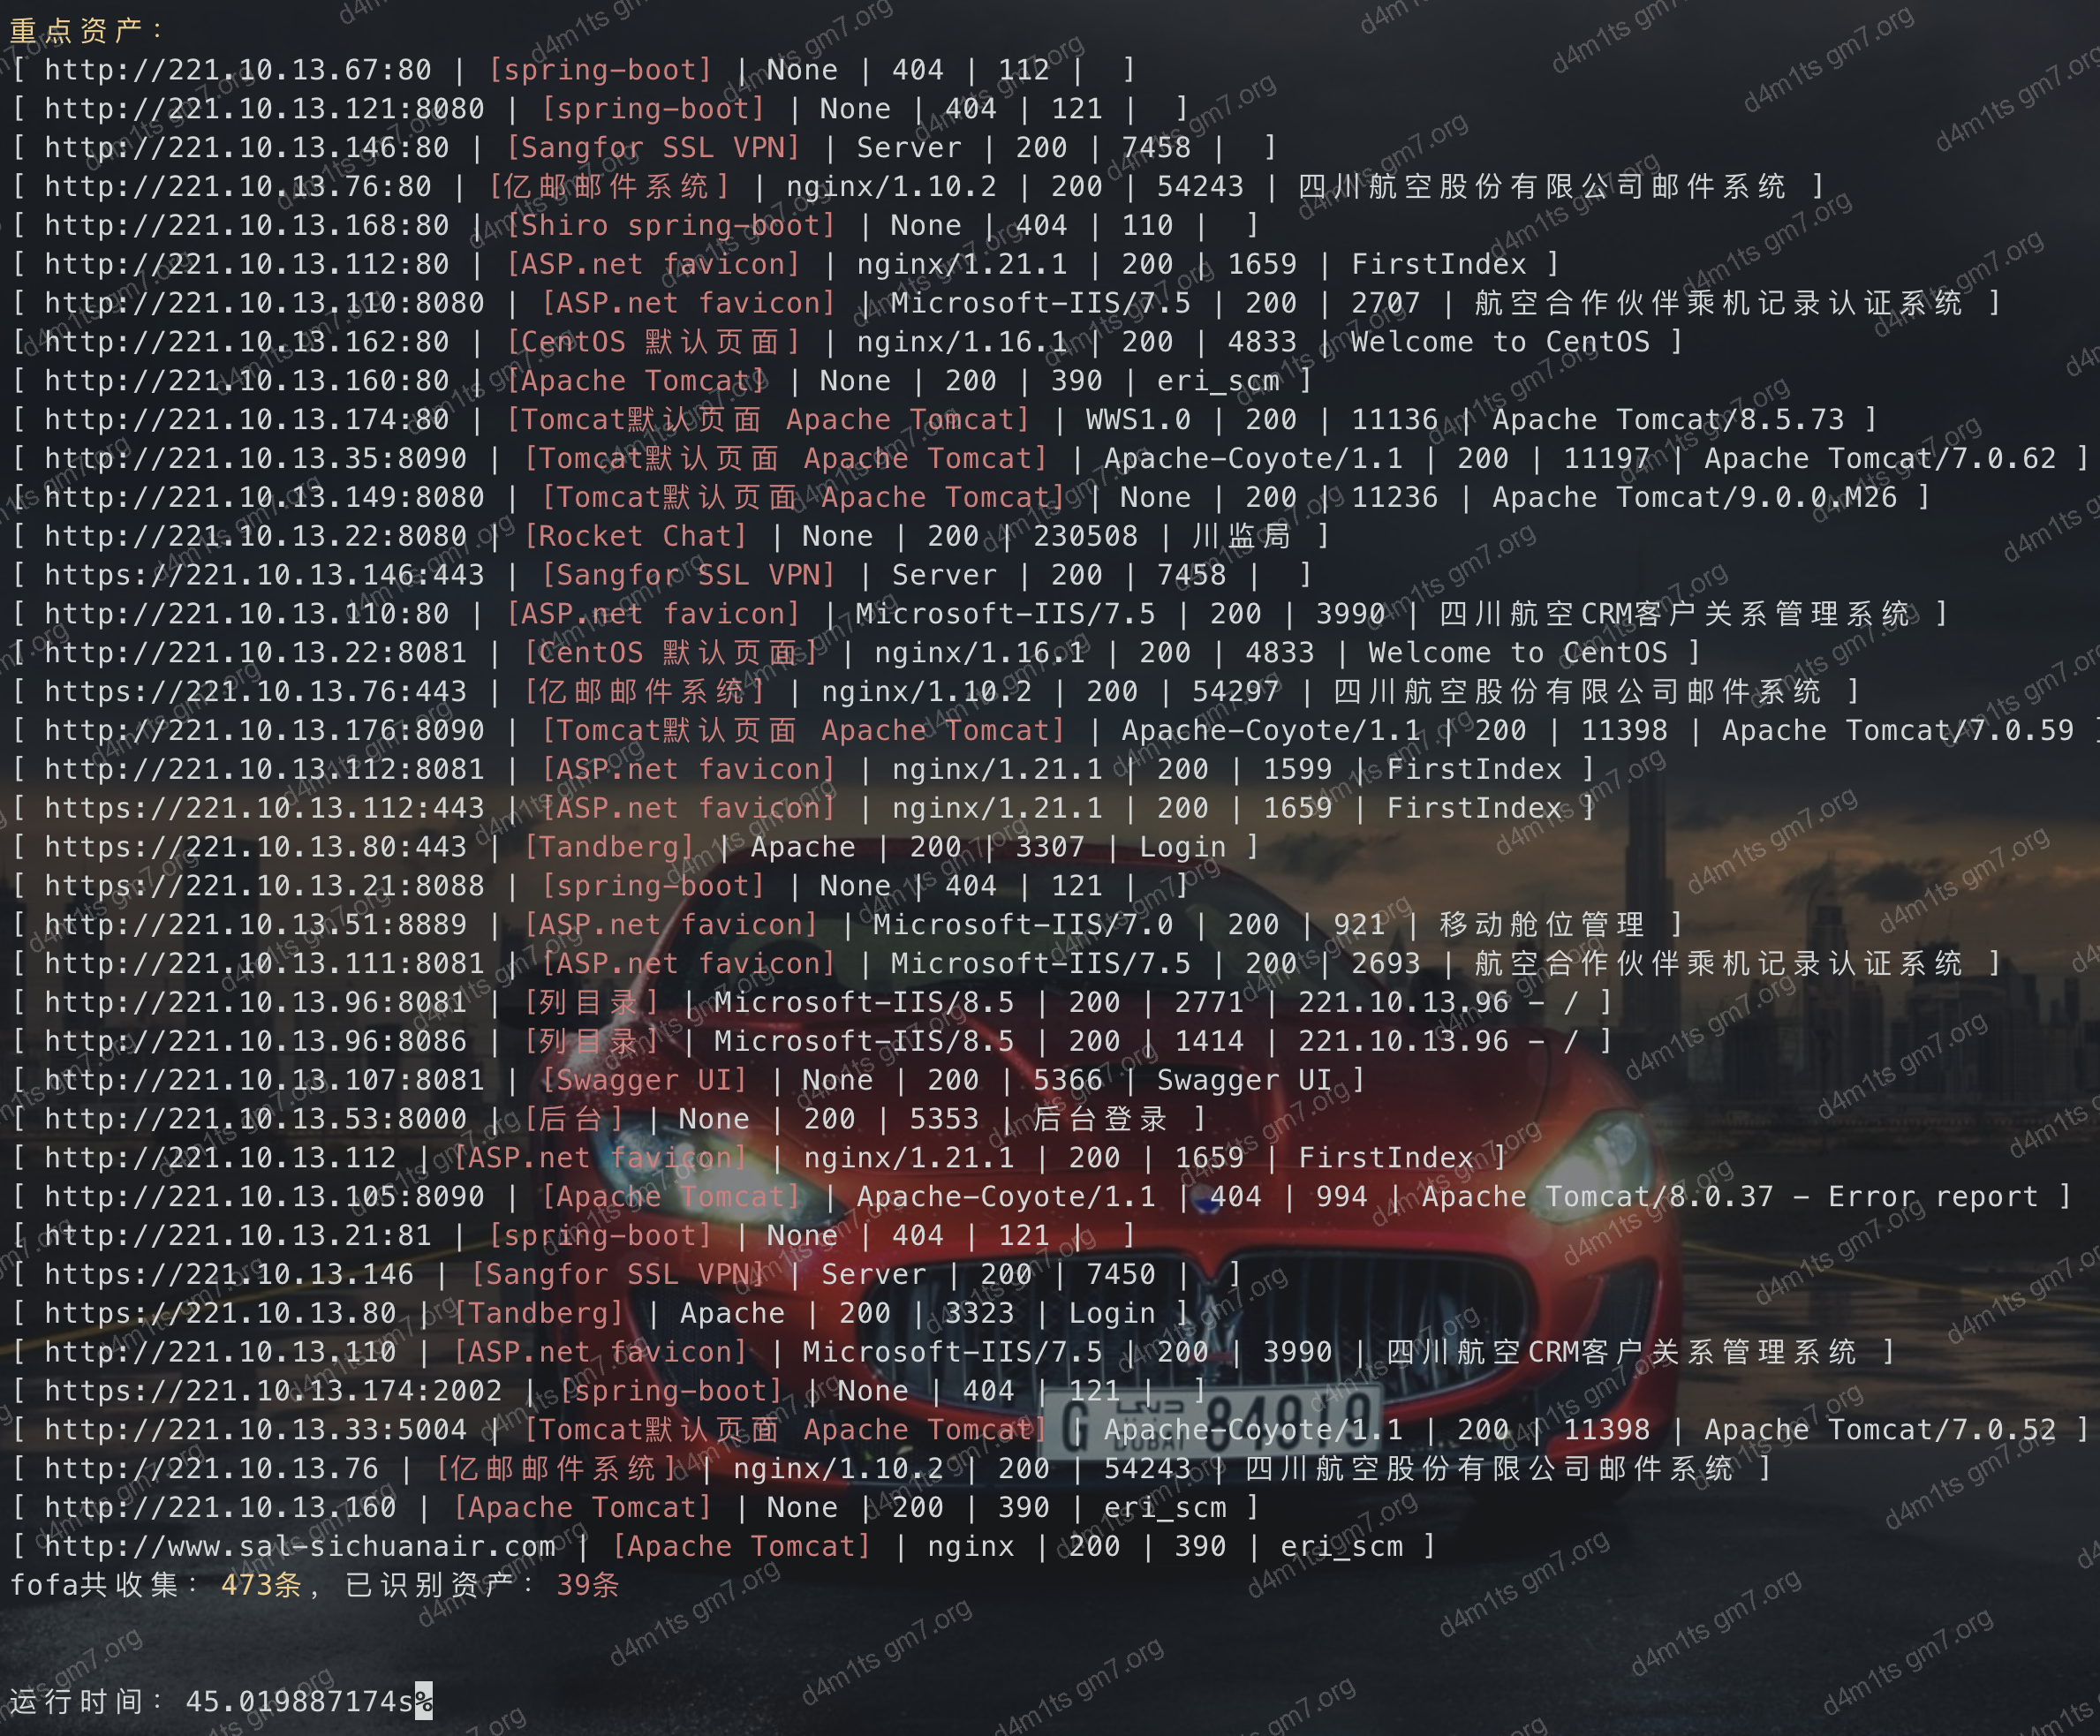 重点资产：
[ http://221.10.13.67:80 | [spring-boot] | None | 404 | 112 |  ]
[ http://221.10.13.121:8080 | [spring-boot] | None | 404 | 121 |  ]
[ http://221.10.13.146:80 | [Sangfor SSL VPN] | Server | 200 | 7458 |  ]
[ http://221.10.13.76:80 | [亿邮邮件系统] | nginx/1.10.2 | 200 | 54243 | 四川航空股份有限公司邮件系统 ]
[ http://221.10.13.168:80 | [Shiro spring-boot] | None | 404 | 110 |  ]
[ http://221.10.13.112:80 | [ASP.net favicon] | nginx/1.21.1 | 200 | 1659 | FirstIndex ]
[ http://221.10.13.110:8080 | [ASP.net favicon] | Microsoft-IIS/7.5 | 200 | 2707 | 航空合作伙伴乘机记录认证系统 ]
[ http://221.10.13.162:80 | [CentOS 默认页面] | nginx/1.16.1 | 200 | 4833 | Welcome to CentOS ]
[ http://221.10.13.160:80 | [Apache Tomcat] | None | 200 | 390 | eri_scm ]
[ http://221.10.13.174:80 | [Tomcat默认页面 Apache Tomcat] | WWS1.0 | 200 | 11136 | Apache Tomcat/8.5.73 ]
[ http://221.10.13.35:8090 | [Tomcat默认页面 Apache Tomcat] | Apache-Coyote/1.1 | 200 | 11197 | Apache Tomcat/7.0.62 ]
[ http://221.10.13.149:8080 | [Tomcat默认页面 Apache Tomcat] | None | 200 | 11236 | Apache Tomcat/9.0.0.M26 ]
[ http://221.10.13.22:8080 | [Rocket Chat] | None | 200 | 230508 | 川监局 ]
[ https://221.10.13.146:443 | [Sangfor SSL VPN] | Server | 200 | 7458 |  ]
[ http://221.10.13.110:80 | [ASP.net favicon] | Microsoft-IIS/7.5 | 200 | 3990 | 四川航空CRM客户关系管理系统 ]
[ http://221.10.13.22:8081 | [CentOS 默认页面] | nginx/1.16.1 | 200 | 4833 | Welcome to CentOS ]
[ https://221.10.13.76:443 | [亿邮邮件系统] | nginx/1.10.2 | 200 | 54297 | 四川航空股份有限公司邮件系统 ]
[ http://221.10.13.176:8090 | [Tomcat默认页面 Apache Tomcat] | Apache-Coyote/1.1 | 200 | 11398 | Apache Tomcat/7.0.59 ]
[ http://221.10.13.112:8081 | [ASP.net favicon] | nginx/1.21.1 | 200 | 1599 | FirstIndex ]
[ https://221.10.13.112:443 | [ASP.net favicon] | nginx/1.21.1 | 200 | 1659 | FirstIndex ]
[ https://221.10.13.80:443 | [Tandberg] | Apache | 200 | 3307 | Login ]
[ https://221.10.13.21:8088 | [spring-boot] | None | 404 | 121 |  ]
[ http://221.10.13.51:8889 | [ASP.net favicon] | Microsoft-IIS/7.0 | 200 | 921 | 移动舱位管理 ]
[ http://221.10.13.111:8081 | [ASP.net favicon] | Microsoft-IIS/7.5 | 200 | 2693 | 航空合作伙伴乘机记录认证系统 ]
[ http://221.10.13.96:8081 | [列目录] | Microsoft-IIS/8.5 | 200 | 2771 | 221.10.13.96 - / ]
[ http://221.10.13.96:8086 | [列目录] | Microsoft-IIS/8.5 | 200 | 1414 | 221.10.13.96 - / ]
[ http://221.10.13.107:8081 | [Swagger UI] | None | 200 | 5366 | Swagger UI ]
[ http://221.10.13.53:8000 | [后台] | None | 200 | 5353 | 后台登录 ]
[ http://221.10.13.112 | [ASP.net favicon] | nginx/1.21.1 | 200 | 1659 | FirstIndex ]
[ http://221.10.13.105:8090 | [Apache Tomcat] | Apache-Coyote/1.1 | 404 | 994 | Apache Tomcat/8.0.37 - Error report ]
[ http://221.10.13.21:81 | [spring-boot] | None | 404 | 121 |  ]
[ https://221.10.13.146 | [Sangfor SSL VPN] | Server | 200 | 7450 |  ]
[ https://221.10.13.80 | [Tandberg] | Apache | 200 | 3323 | Login ]
[ http://221.10.13.110 | [ASP.net favicon] | Microsoft-IIS/7.5 | 200 | 3990 | 四川航空CRM客户关系管理系统 ]
[ https://221.10.13.174:2002 | [spring-boot] | None | 404 | 121 |  ]
[ http://221.10.13.33:5004 | [Tomcat默认页面 Apache Tomcat] | Apache-Coyote/1.1 | 200 | 11398 | Apache Tomcat/7.0.52 ]
[ http://221.10.13.76 | [亿邮邮件系统] | nginx/1.10.2 | 200 | 54243 | 四川航空股份有限公司邮件系统 ]
[ http://221.10.13.160 | [Apache Tomcat] | None | 200 | 390 | eri_scm ]
[ http://www.sal-sichuanair.com | [Apache Tomcat] | nginx | 200 | 390 | eri_scm ]
fofa共收集： 473条， 已识别资产： 39条
运行时间： 45.019887174s%
G DUBAI 84919
d4m1ts gm7.org